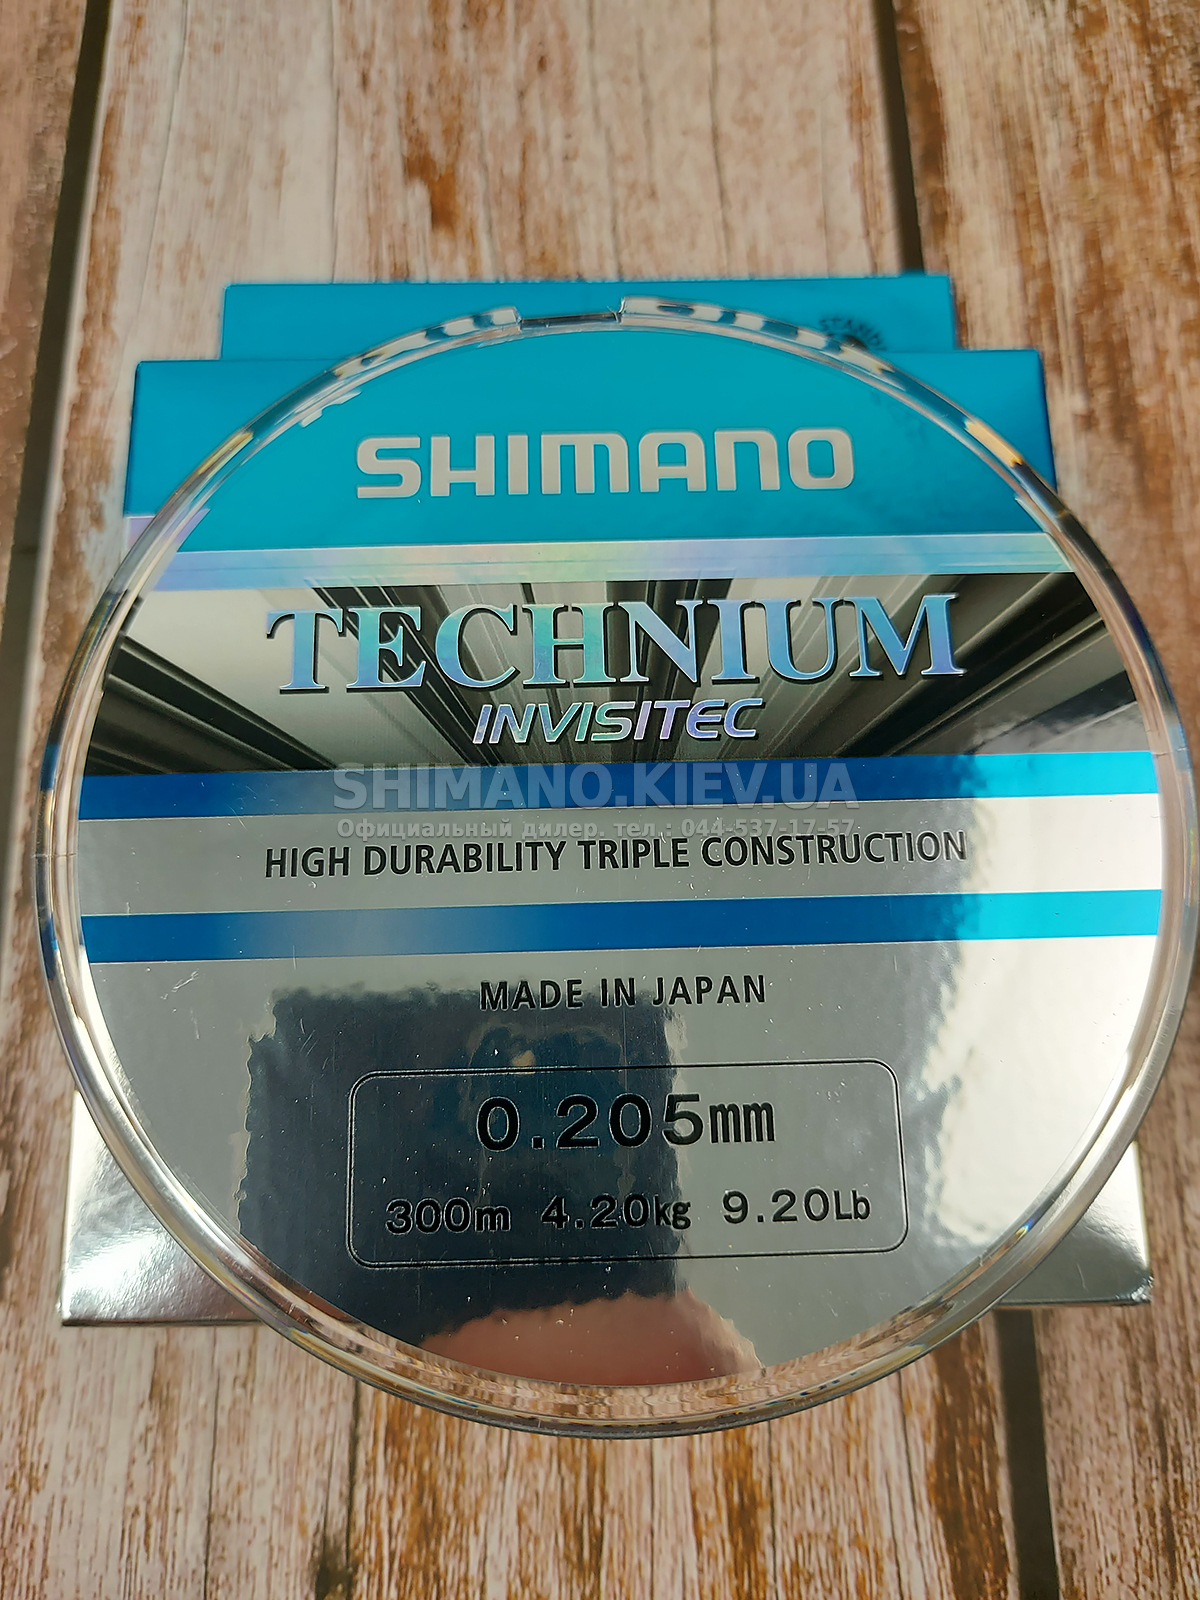 SHIMANO
TECHNIUM
INVISITEC
SHIMANO.KIEV.UA
Официальный дилер. тел : 044-537-17-57
HIGH DURABILITY TRIPLE CONSTRUCTION
MADE IN JAPAN
0.205mm
300m 4.20kg 9.20Lb